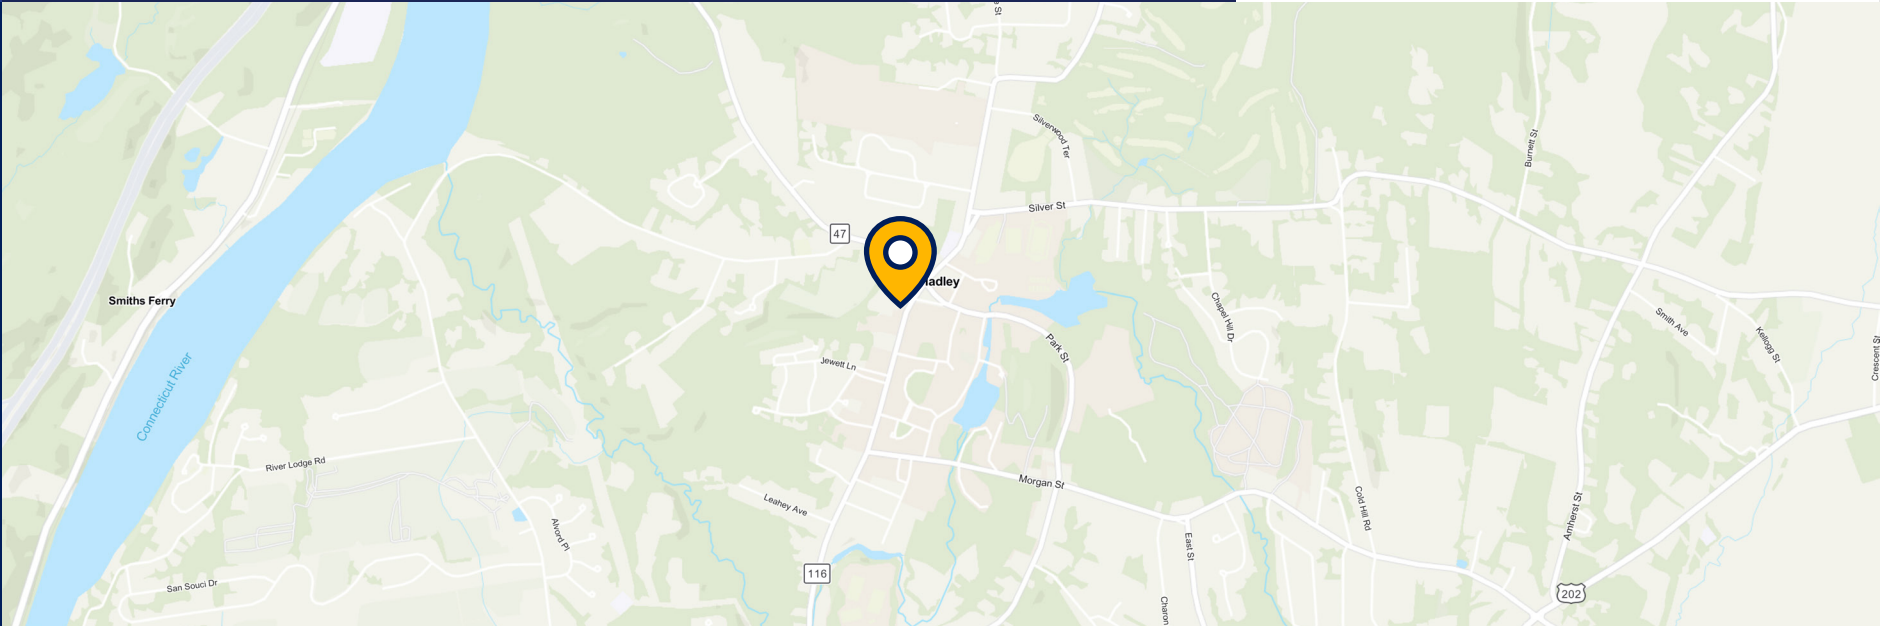 Silverwood Ter
Burnett St
Silver St
47
Smiths Ferry
Chapel Hill Dr
Smith Ave
Kellogg St
Park St
Jewett Ln
Crescent St
Connecticut River
River Lodge Rd
Morgan St
Leahey Ave
Cold Hill Rd
Amherst St
Alvord Pl
East St
116
San Souci Dr
202